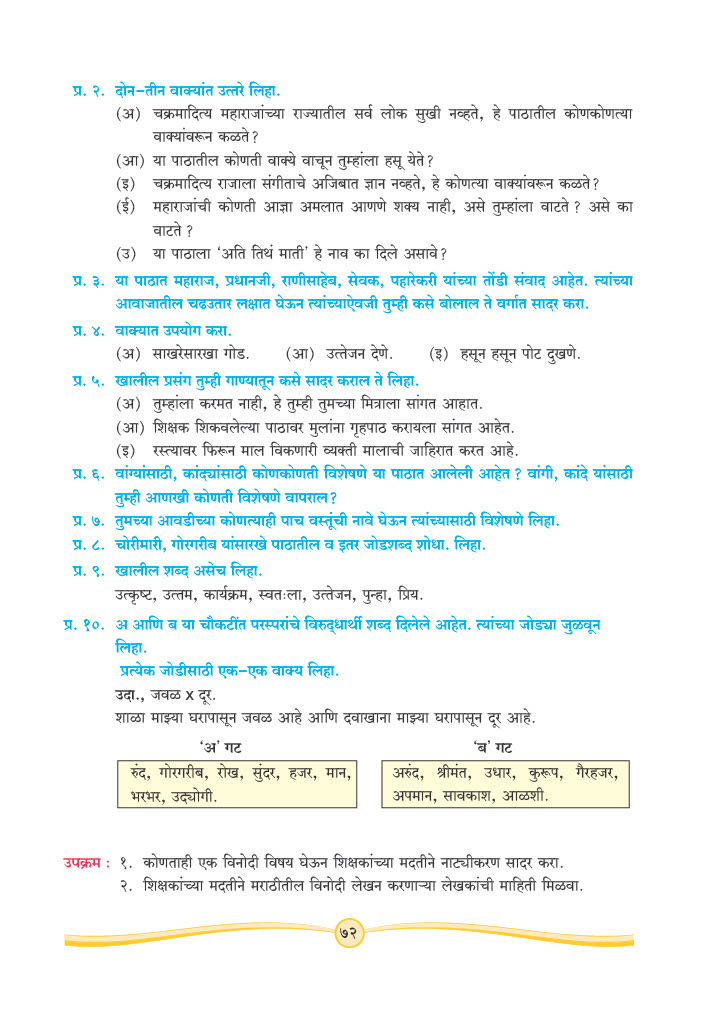 प्र. २. दोन-तीन वाक्यांत उत्तरे लिहा.
(अ) चक्रमादित्य महाराजांच्या राज्यातील सर्व लोक सुखी नव्हते, हे पाठातील कोणकोणत्या
वाक्यांवरून कळते ?
(आ) या पाठातील कोणती वाक्ये वाचून तुम्हांला हसू येते ?
(इ) चक्रमादित्य राजाला संगीताचे अजिबात ज्ञान नव्हते, हे कोणत्या वाक्यांवरून कळते ?
(ई) महाराजांची कोणती आज्ञा अमलात आणणे शक्य नाही, असे तुम्हांला वाटते ? असे का
वाटते ?
(उ) या पाठाला ‘अति तिथं माती’ हे नाव का दिले असावे ?
प्र. ३. या पाठात महाराज, प्रधानजी, राणीसाहेब, सेवक, पहारेकरी यांच्या तोंडी संवाद आहेत. त्यांच्या
आवाजातील चढउतार लक्षात घेऊन त्यांच्याऐवजी तुम्ही कसे बोलाल ते वर्गात सादर करा.
प्र. ४. वाक्यात उपयोग करा.
(अ) साखरेसारखा गोड. (आ) उत्तेजन देणे. (इ) हसून हसून पोट दुखणे.
प्र. ५. खालील प्रसंग तुम्ही गाण्यातून कसे सादर कराल ते लिहा.
(अ) तुम्हांला करमत नाही, हे तुम्ही तुमच्या मित्राला सांगत आहात.
(आ) शिक्षक शिकवलेल्या पाठावर मुलांना गृहपाठ करायला सांगत आहेत.
(इ) रस्त्यावर फिरून माल विकणारी व्यक्ती मालाची जाहिरात करत आहे.
प्र. ६. वांग्यांसाठी, कांद्यांसाठी कोणकोणती विशेषणे या पाठात आलेली आहेत ? वांगी, कांदे यांसाठी
तुम्ही आणखी कोणती विशेषणे वापराल ?
प्र. ७. तुमच्या आवडीच्या कोणत्याही पाच वस्तूंची नावे घेऊन त्यांच्यासाठी विशेषणे लिहा.
प्र. ८. चोरीमारी, गोरगरीब यांसारखे पाठातील व इतर जोडशब्द शोधा. लिहा.
प्र. ९. खालील शब्द असेच लिहा.
उत्कृष्ट, उत्तम, कार्यक्रम, स्वतःला, उत्तेजन, पुन्हा, प्रिय.
प्र. १०. अ आणि ब या चौकटींत परस्परांचे विरुद्धार्थी शब्द दिलेले आहेत. त्यांच्या जोड्या जुळवून
लिहा.
प्रत्येक जोडीसाठी एक-एक वाक्य लिहा.
उदा., जवळ x दूर.
शाळा माझ्या घरापासून जवळ आहे आणि दवाखाना माझ्या घरापासून दूर आहे.
‘अ’ गट ‘ब’ गट
रुंद, गोरगरीब, रोख, सुंदर, हजर, मान,
भरभर, उद्योगी.
अरुंद, श्रीमंत, उधार, कुरूप, गैरहजर,
अपमान, सावकाश, आळशी.
उपक्रम : १. कोणताही एक विनोदी विषय घेऊन शिक्षकांच्या मदतीने नाट्यीकरण सादर करा.
२. शिक्षकांच्या मदतीने मराठीतील विनोदी लेखन करणाऱ्या लेखकांची माहिती मिळवा.
७२